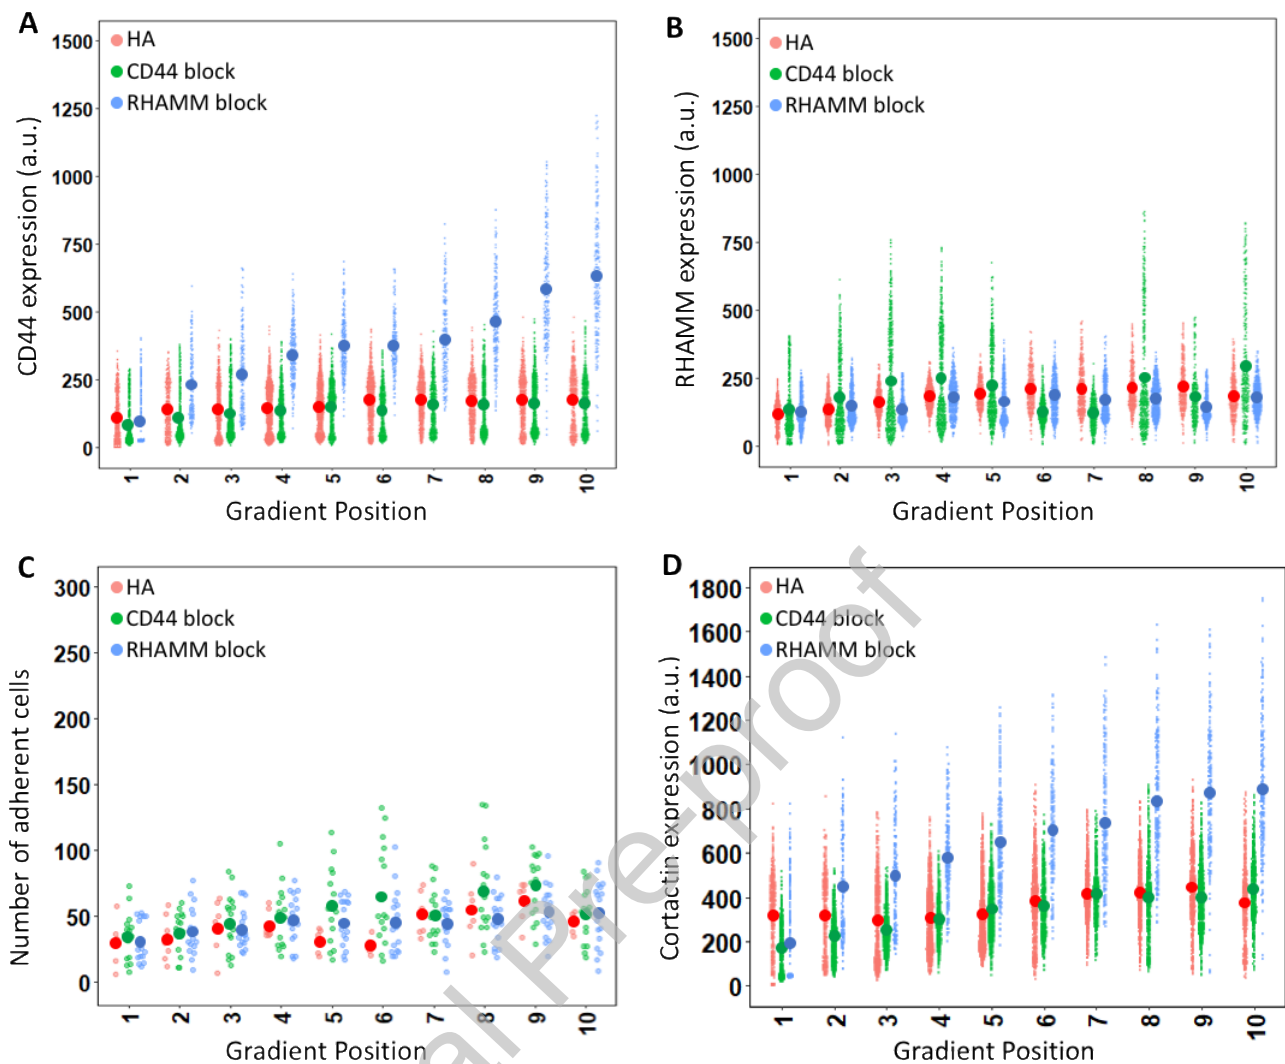 A
CD44 expression (a.u.)
1500
1250
1000
750
500
250
0
HA
CD44 block
RHAMM block
1 2 3 4 5 6 7 8 9 10
Gradient Position
B
RHAMM expression (a.u.)
1500
1250
1000
750
500
250
0
HA
CD44 block
RHAMM block
1 2 3 4 5 6 7 8 9 10
Gradient Position
C
Number of adherent cells
300
250
200
150
100
50
0
HA
CD44 block
RHAMM block
1 2 3 4 5 6 7 8 9 10
Gradient Position
D
Cortactin expression (a.u.)
1800
1600
1400
1200
1000
800
600
400
200
0
HA
CD44 block
RHAMM block
1 2 3 4 5 6 7 8 9 10
Gradient Position
al Pre-proof